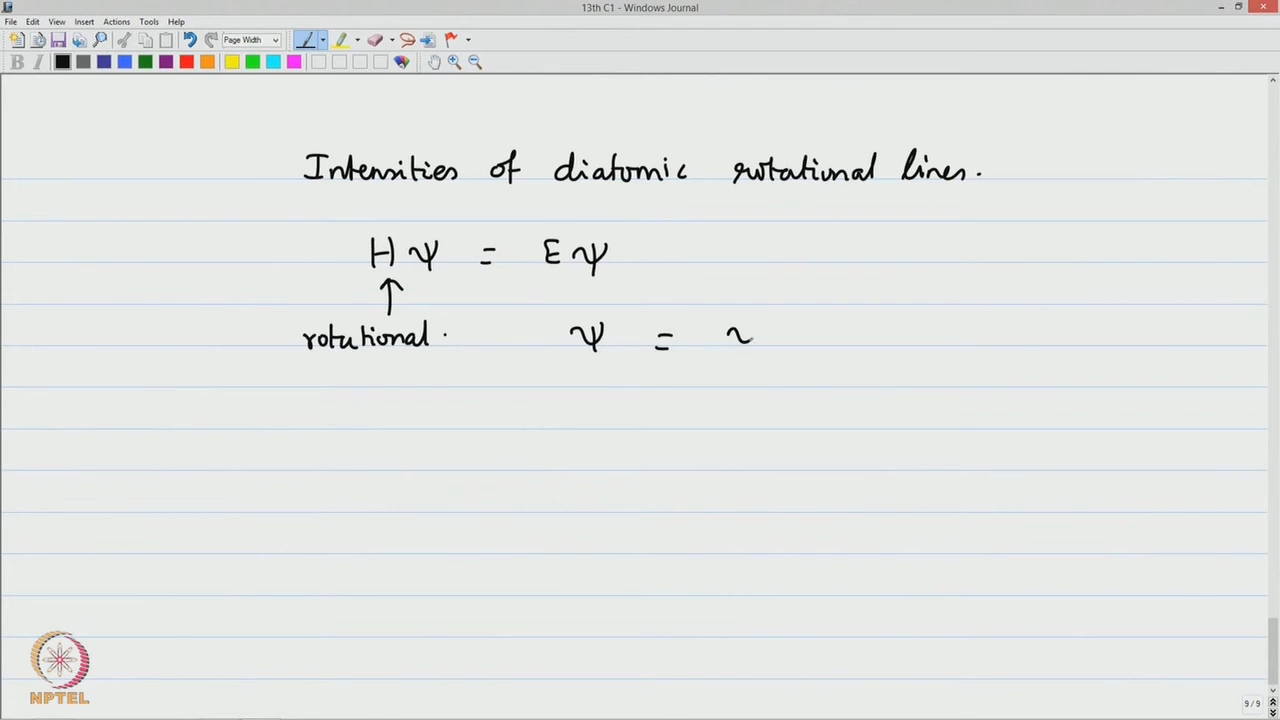 13th C1 - Windows Journal
File Edit View Insert Actions Tools Help
Page Width
B I
Intensities of diatomic rotational lines.
H ψ = E ψ
↑
rotational. ψ =
NPTEL
9 / 9